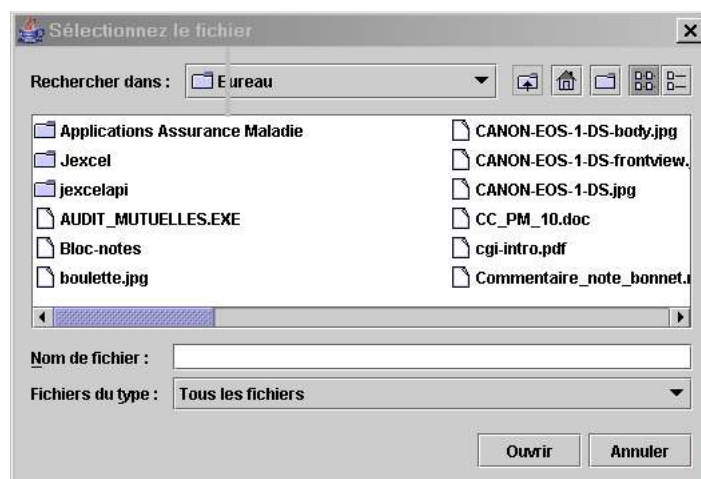 Sélectionnez le fichier
Rechercher dans : Bureau
Applications Assurance Maladie
Jexcel
jexcelapi
AUDIT_MUTUELLES.EXE
Bloc-notes
boulette.jpg
CANON-EOS-1-DS-body.jpg
CANON-EOS-1-DS-frontview.
CANON-EOS-1-DS.jpg
CC_PM_10.doc
cgi-intro.pdf
Commentaire_note_bonnet.
Nom de fichier :
Fichiers du type : Tous les fichiers
Ouvrir Annuler